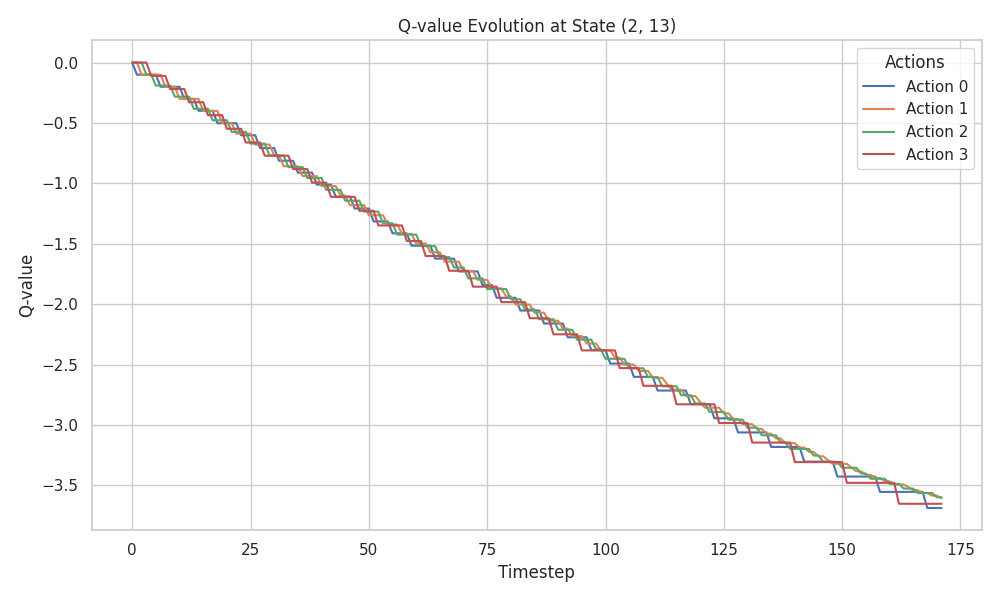 Q-value Evolution at State (2, 13)
Actions
Action 0
Action 1
Action 2
Action 3
Q-value
0.0
−0.5
−1.0
−1.5
−2.0
−2.5
−3.0
−3.5
0 25 50 75 100 125 150 175
Timestep